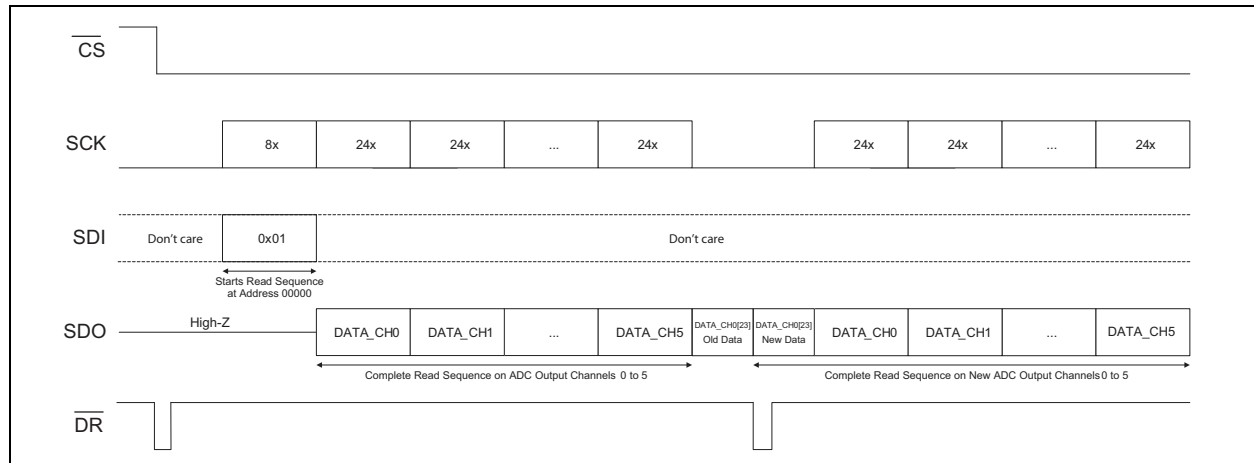 CS
SCK
8x 24x 24x ... 24x 24x 24x ... 24x
SDI
Don't care 0x01 Don't care
Starts Read Sequence
at Address 00000
SDO
High-Z
DATA_CH0 DATA_CH1 ... DATA_CH5 DATA_CH0[23] DATA_CH0[23] DATA_CH0 DATA_CH1 ... DATA_CH5
Old Data New Data
Complete Read Sequence on ADC Output Channels 0 to 5 Complete Read Sequence on New ADC Output Channels 0 to 5
DR